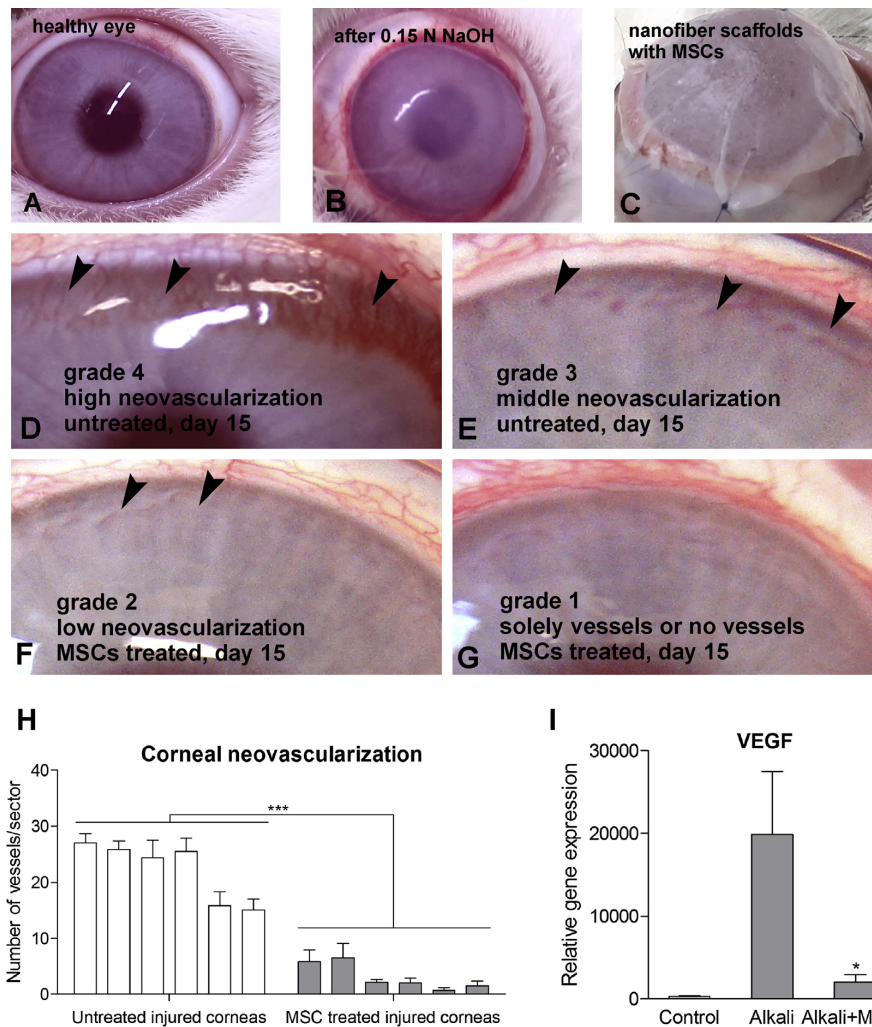 healthy eye
A
after 0.15 N NaOH
B
nanofiber scaffolds
with MSCs
C
grade 4
high neovascularization
untreated, day 15
D
grade 3
middle neovascularization
untreated, day 15
E
grade 2
low neovascularization
MSCs treated, day 15
F
grade 1
solely vessels or no vessels
MSCs treated, day 15
G
H
Corneal neovascularization
Number of vessels/sector
40
30
20
10
0
***
Untreated injured corneas
MSC treated injured corneas
I
VEGF
Relative gene expression
30000
20000
10000
0
*
Control
Alkali
Alkali+M